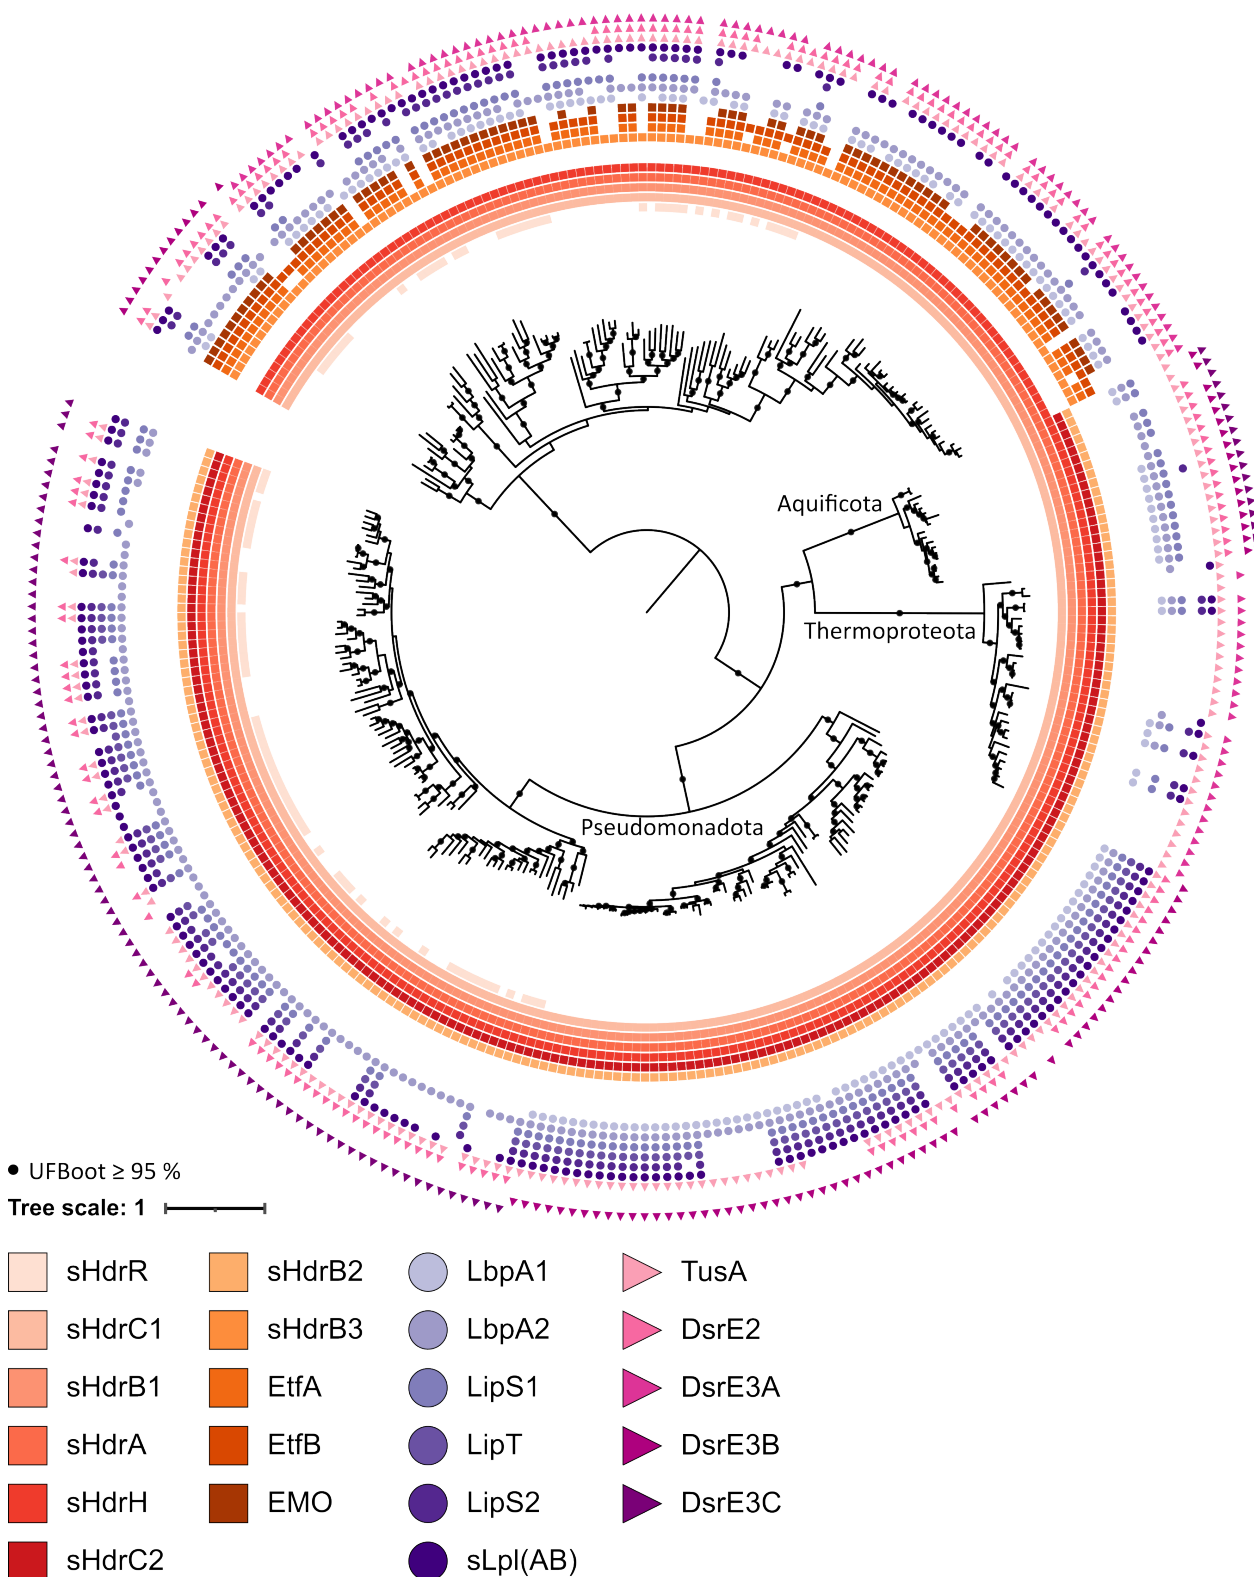 Aquificota
Thermoproteota
Pseudomonadota
UFBoot ≥ 95 %
Tree scale: 1
sHdrR
sHdrC1
sHdrB1
sHdrA
sHdrH
sHdrC2
sHdrB2
sHdrB3
EtfA
EtfB
EMO
LbpA1
LbpA2
LipS1
LipT
LipS2
sLpl(AB)
TusA
DsrE2
DsrE3A
DsrE3B
DsrE3C